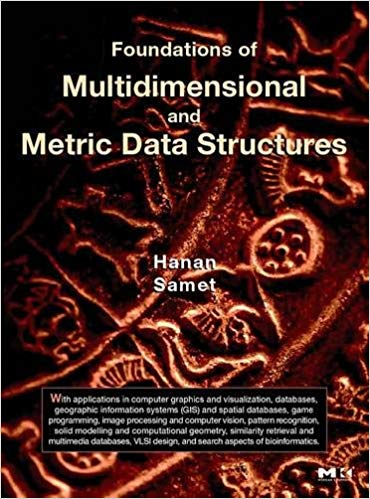 Foundations of
Multidimensional
and
Metric Data Structures
Hanan
Samet
With applications in computer graphics and visualization, databases,
geographic information systems (GIS) and spatial databases, game
programming, image processing and computer vision, pattern recognition,
solid modelling and computational geometry, similarity retrieval and
multimedia databases, VLSI design, and search aspects of bioinformatics.